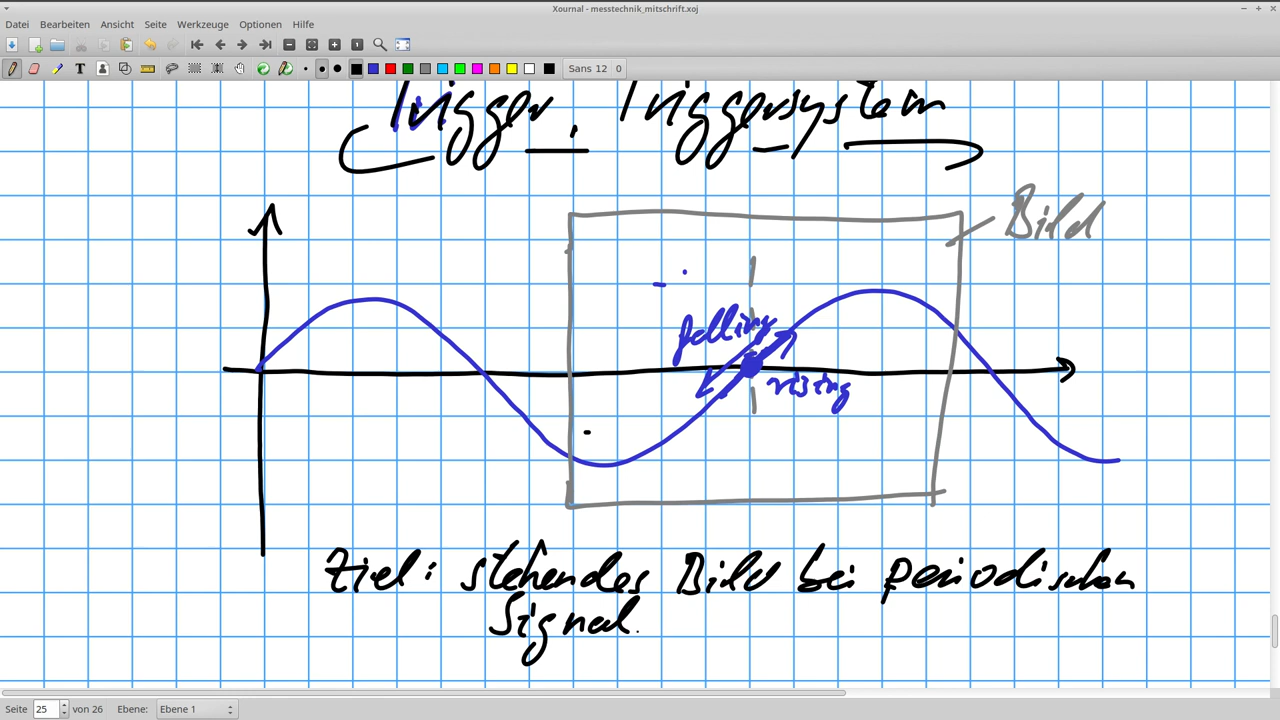 Xournal - messtechnik_mitschrift.xoj
Datei Bearbeiten Ansicht Seite Werkzeuge Optionen Hilfe
Sans 12 0
Trigger, Triggersystem
Bild
falling
rising
Ziel: stehendes Bild bei periodischen
Signal.
Seite 25 von 26 Ebene: Ebene 1